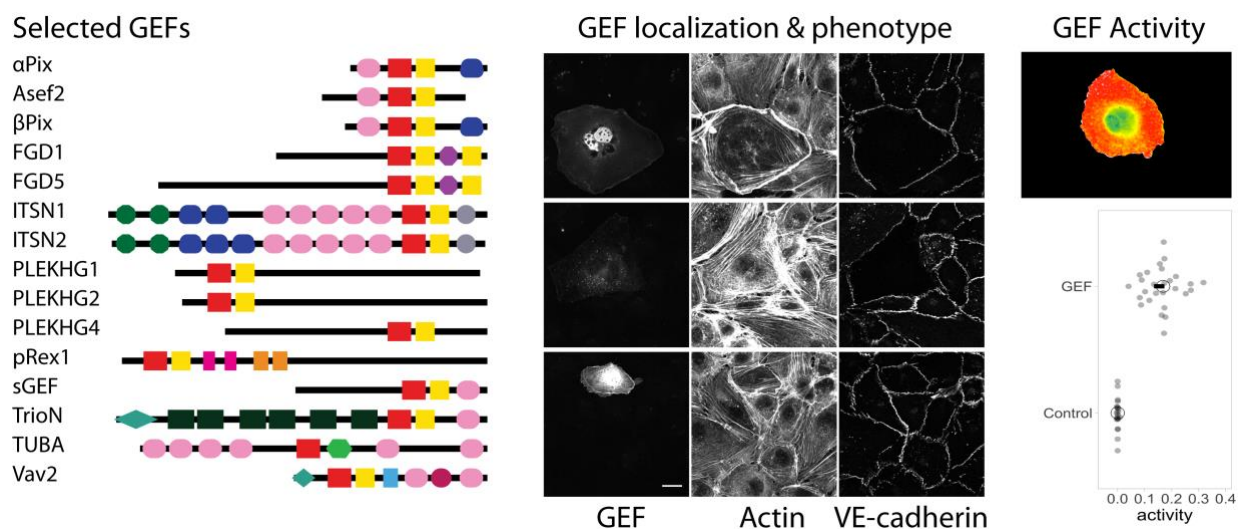 Selected GEFs
αPix
Asef2
βPix
FGD1
FGD5
ITSN1
ITSN2
PLEKHG1
PLEKHG2
PLEKHG4
pRex1
sGEF
TrioN
TUBA
Vav2
GEF localization & phenotype
GEF
Actin
VE-cadherin
GEF Activity
GEF
Control
0.0 0.1 0.2 0.3 0.4
activity